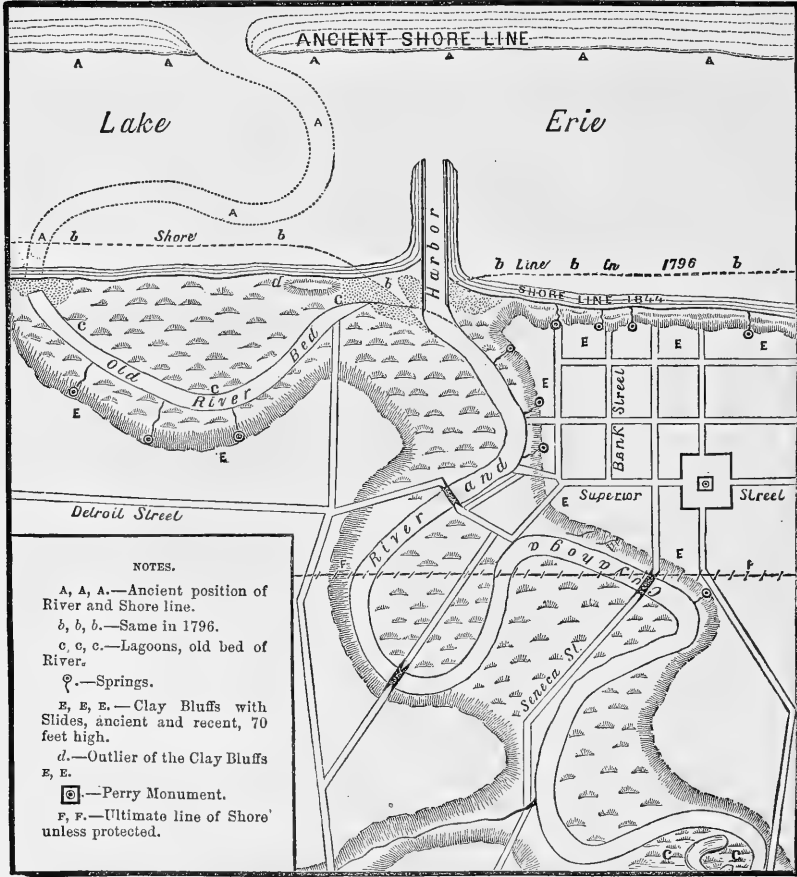 ANCIENT SHORE LINE
A A A A A A
Lake Erie
A
A
A b Shore b
b Line b in 1796 b
Harbor
d c b
SHORE LINE 1844
c
Old River Bed
c
E E E
E
E
E
Bank Street
and
Superior Street
E
Detroit Street
River
Cuyahoga
E
F F
Seneca St.
C C
NOTES.
A, A, A.—Ancient position of
River and Shore line.
b, b, b.—Same in 1796.
c, c, c.—Lagoons, old bed of
River.
.—Springs.
E, E, E.—Clay Bluffs with
Slides, ancient and recent, 70
feet high.
d.—Outlier of the Clay Bluffs
E, E.
.—Perry Monument.
F, F.—Ultimate line of Shore
unless protected.